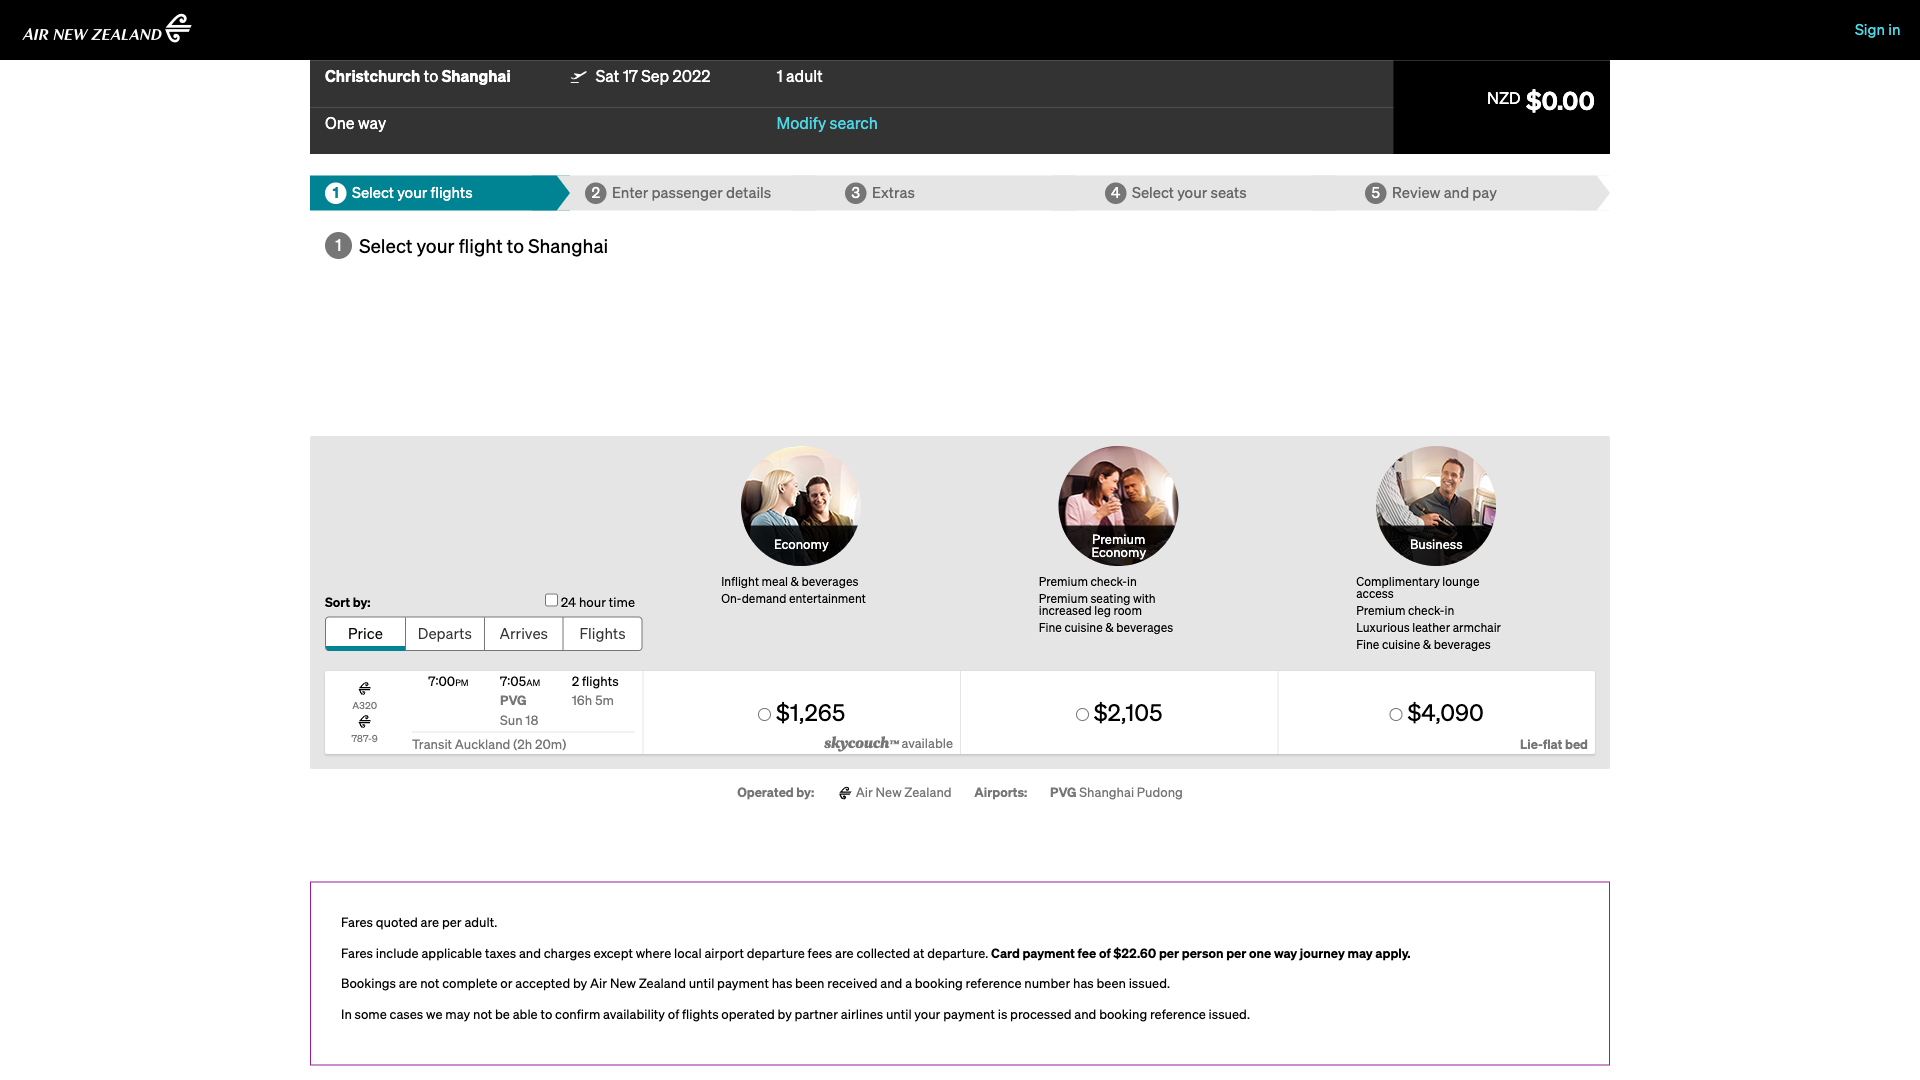 AIR NEW ZEALAND
Sign in
Christchurch to Shanghai
Sat 17 Sep 2022
1 adult
NZD $0.00
One way
Modify search
1 Select your flights
2 Enter passenger details
3 Extras
4 Select your seats
5 Review and pay
1 Select your flight to Shanghai
Economy
Inflight meal & beverages
On-demand entertainment
Premium
Economy
Premium check-in
Premium seating with
increased leg room
Fine cuisine & beverages
Business
Complimentary lounge
access
Premium check-in
Luxurious leather armchair
Fine cuisine & beverages
Sort by:
24 hour time
Price
Departs
Arrives
Flights
A320
787-9
7:00PM
7:05AM
PVG
Sun 18
2 flights
16h 5m
Transit Auckland (2h 20m)
$1,265
skycouch™ available
$2,105
$4,090
Lie-flat bed
Operated by: Air New Zealand Airports: PVG Shanghai Pudong
Fares quoted are per adult.
Fares include applicable taxes and charges except where local airport departure fees are collected at departure. Card payment fee of $22.60 per person per one way journey may apply.
Bookings are not complete or accepted by Air New Zealand until payment has been received and a booking reference number has been issued.
In some cases we may not be able to confirm availability of flights operated by partner airlines until your payment is processed and booking reference issued.